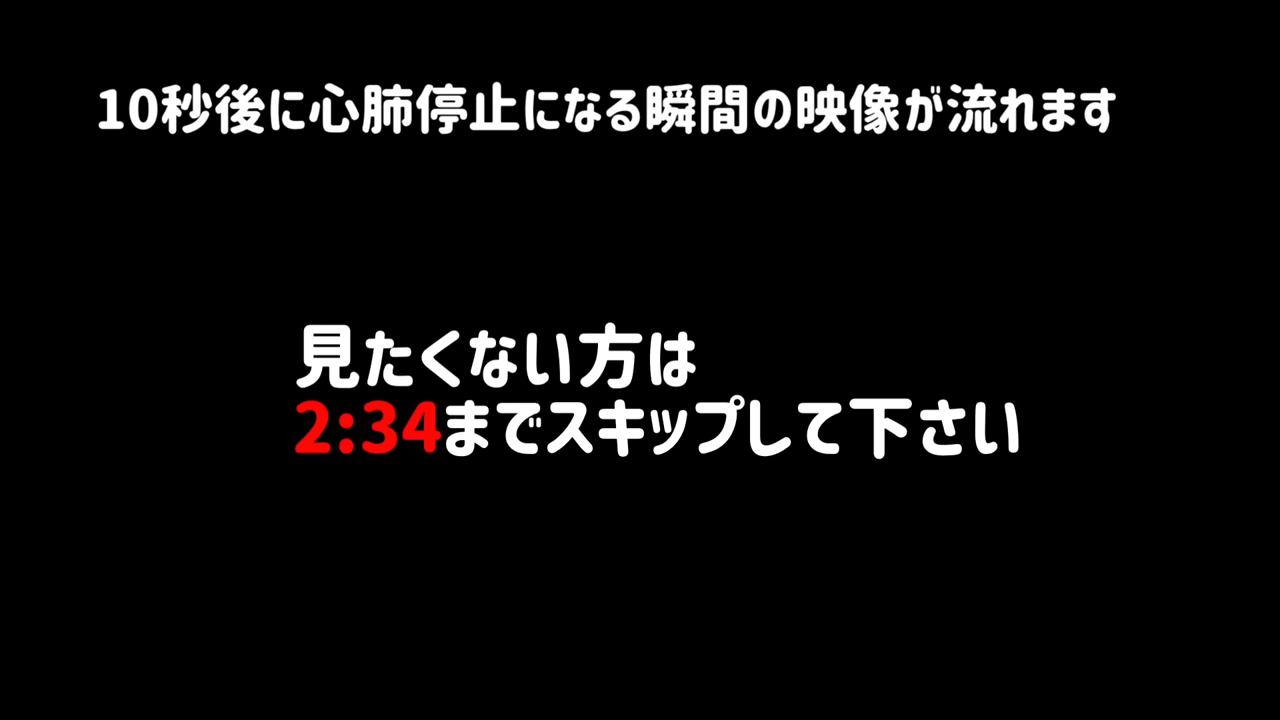 10秒後に心肺停止になる瞬間の映像が流れます
見たくない方は
2:34までスキップして下さい